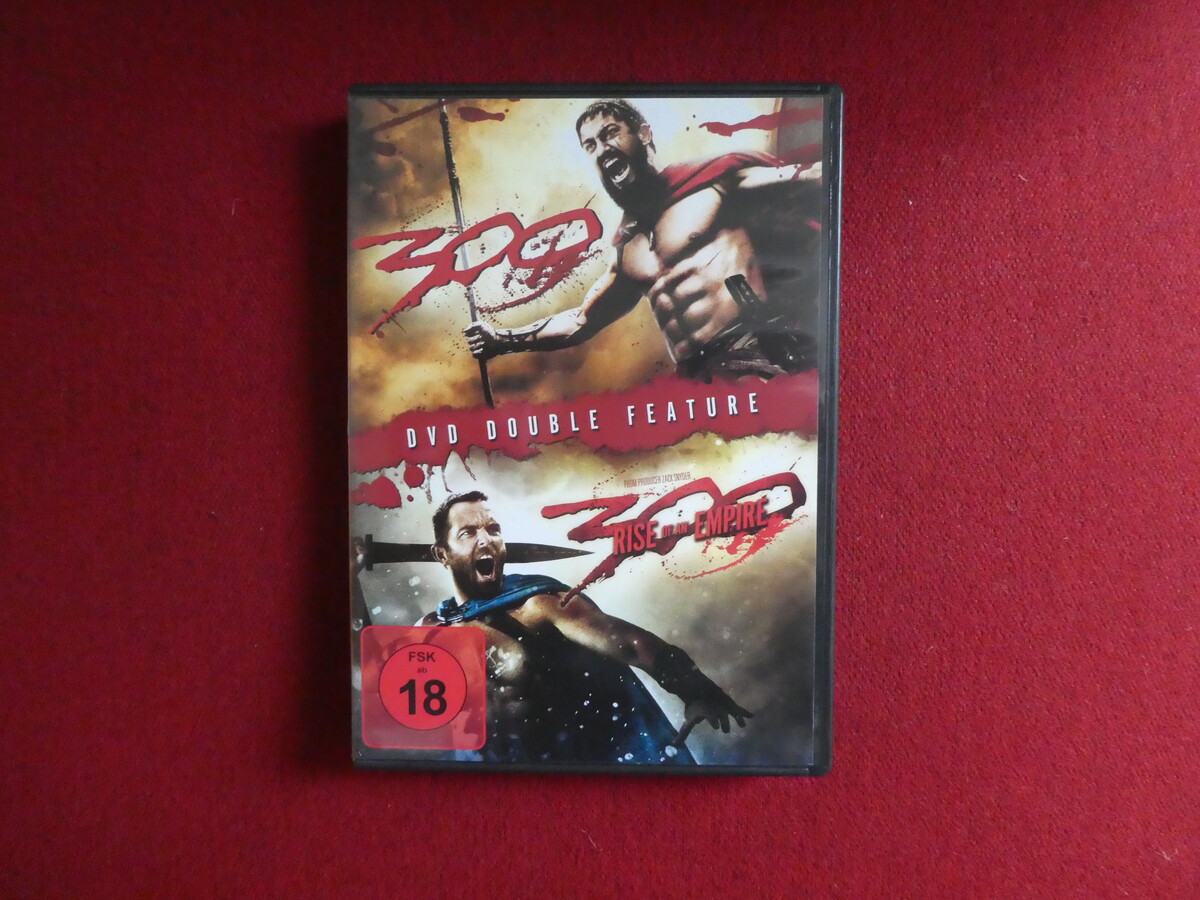 300
DVD DOUBLE FEATURE
FROM PRODUCER ZACK SNYDER
300
RISE OF AN EMPIRE
FSK
ab
18